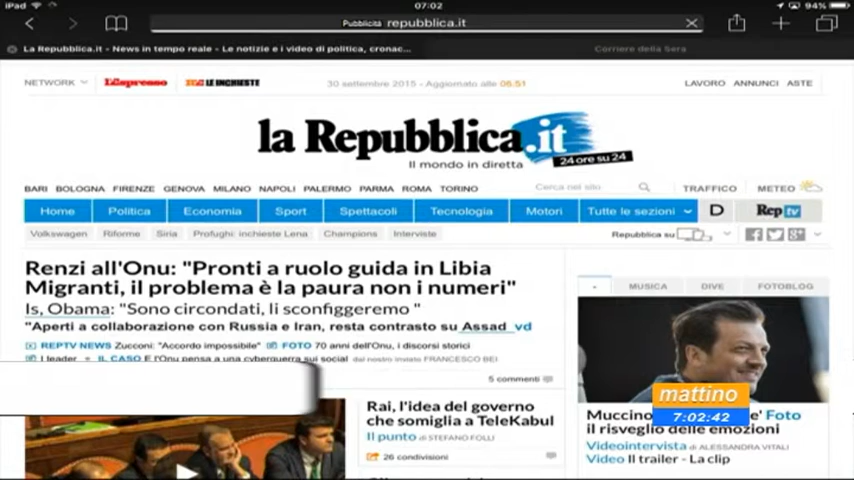 iPad
07:02
94%
Pubblicità repubblica.it
La Repubblica.it - News in tempo reale - Le notizie e i video di politica, cronac...
Corriere della Sera
NETWORK
L'Espresso
LE INCHIESTE
30 settembre 2015 - Aggiornato alle 06.51
LAVORO ANNUNCI ASTE
la Repubblica.it
Il mondo in diretta
24 ore su 24
BARI BOLOGNA FIRENZE GENOVA MILANO NAPOLI PALERMO PARMA ROMA TORINO
Cerca nel sito
TRAFFICO
METEO
Home Politica Economia Sport Spettacoli Tecnologia Motori Tutte le sezioni D Rep tv
Volkswagen Riforme Siria Profughi: inchieste Lena Champions Interviste
Repubblica su
Renzi all'Onu: "Pronti a ruolo guida in Libia
Migranti, il problema è la paura non i numeri"
Is, Obama: "Sono circondati, li sconfiggeremo "
"Aperti a collaborazione con Russia e Iran, resta contrasto su Assad vd
REPTV NEWS Zucconi: "Accordo impossibile" FOTO 70 anni dell'Onu, i discorsi storici
I leader IL CASO E l'Onu pensa a una cyberguerra sui social dal nostro inviato FRANCESCO BEI
5 commenti
MUSICA DIVE FOTOBLOG
Rai, l'idea del governo
che somiglia a TeleKabul
Il punto di STEFANO FOLLI
26 condivisioni
mattino
7:02:42
Muccino Foto
il risveglio delle emozioni
Videointervista di ALESSANDRA VITALI
Video Il trailer - La clip